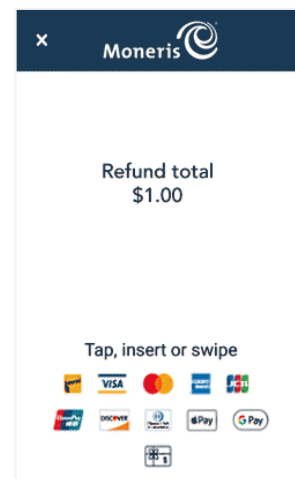 ×
Moneris
Refund total
$1.00
Tap, insert or swipe
VISA
DISCOVER
Pay
G Pay
$